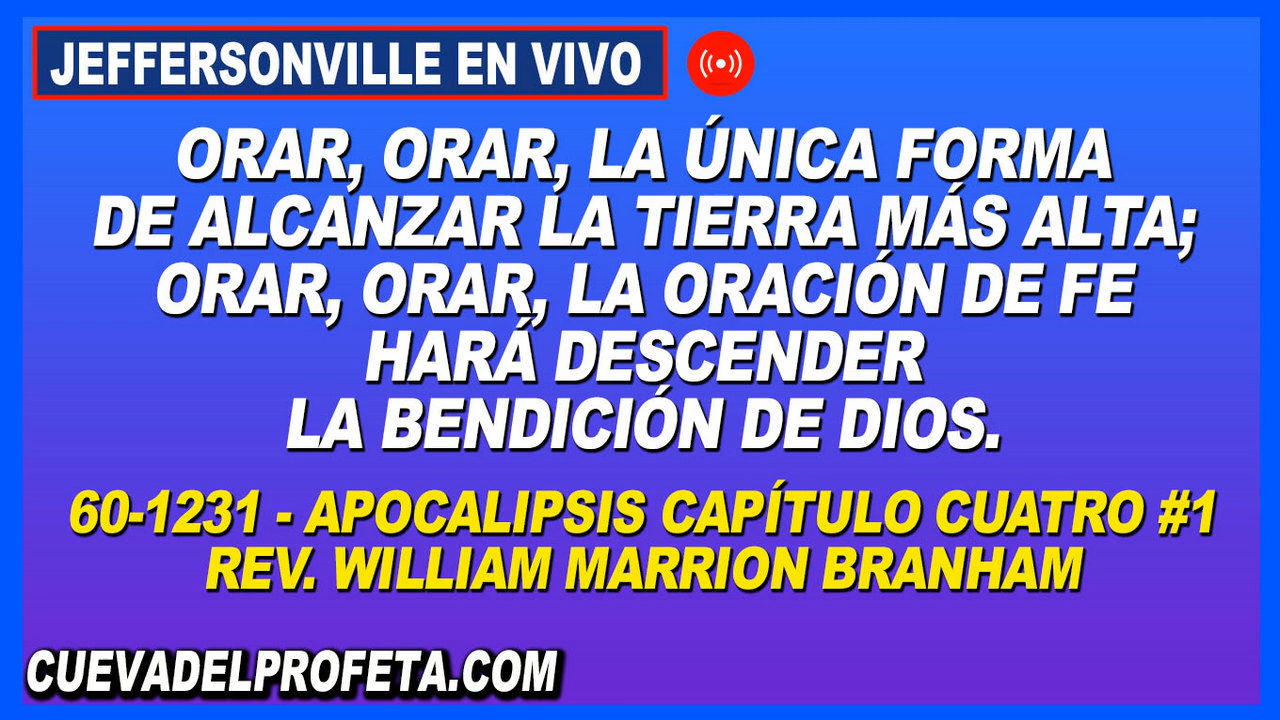 JEFFERSONVILLE EN VIVO
ORAR, ORAR, LA ÚNICA FORMA
DE ALCANZAR LA TIERRA MÁS ALTA;
ORAR, ORAR, LA ORACIÓN DE FE
HARÁ DESCENDER
LA BENDICIÓN DE DIOS.
60-1231 - APOCALIPSIS CAPÍTULO CUATRO #1
REV. WILLIAM MARRION BRANHAM
CUEVADELPROFETA.COM